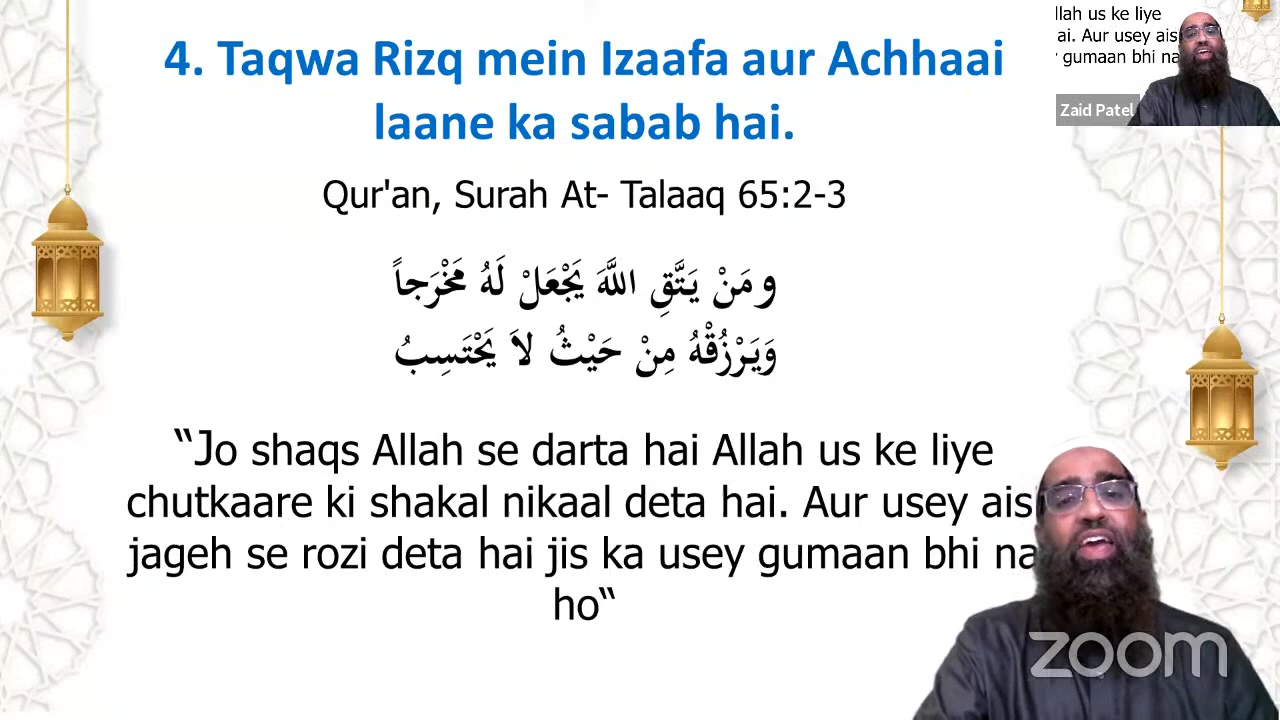 4. Taqwa Rizq mein Izaafa aur Achhaai
laane ka sabab hai.
Qur'an, Surah At- Talaaq 65:2-3
ومَنْ يَتَّقِ اللَّهَ يَجْعَلْ لَهُ مَخْرَجاً
وَيَرْزُقْهُ مِنْ حَيْثُ لاَ يَحْتَسِبُ
“Jo shaqs Allah se darta hai Allah us ke liye
chutkaare ki shakal nikaal deta hai. Aur usey ais
jageh se rozi deta hai jis ka usey gumaan bhi na
ho“
llah us ke liye
ai. Aur usey ais
gumaan bhi na
Zaid Patel
zoom